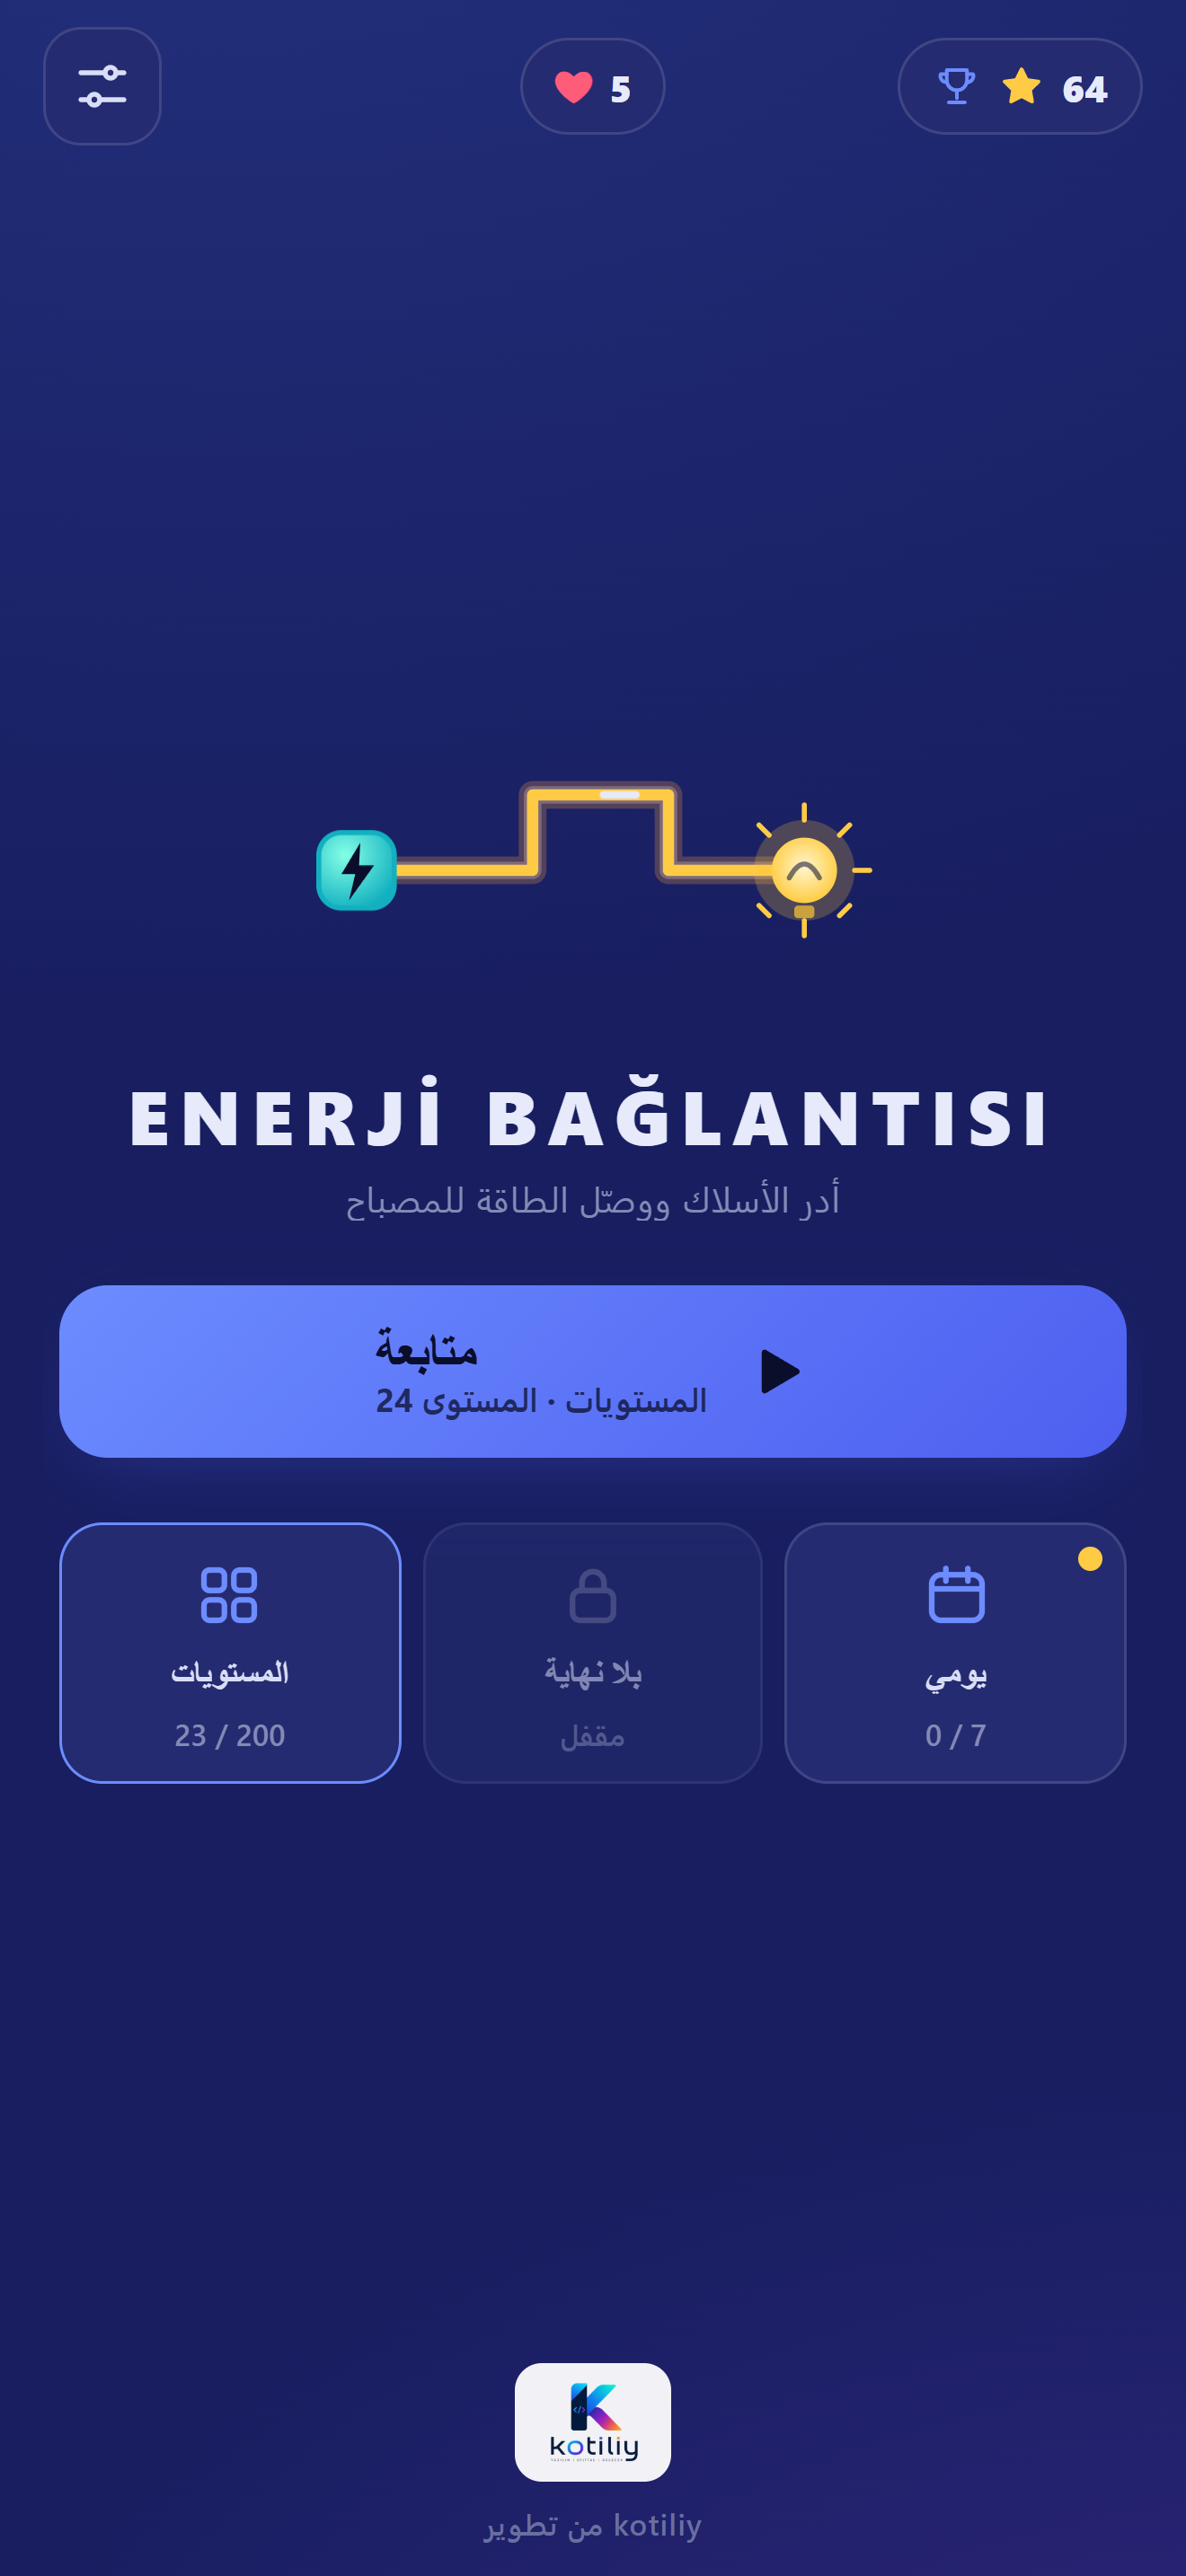 5
64
ENERJİ BAĞLANTISI
أدر الأسلاك ووصّل الطاقة للمصباح
متابعة
المستويات · المستوى 24
المستويات
23 / 200
بلا نهاية
مقفل
يومي
0 / 7
kotiliy
من تطوير kotiliy